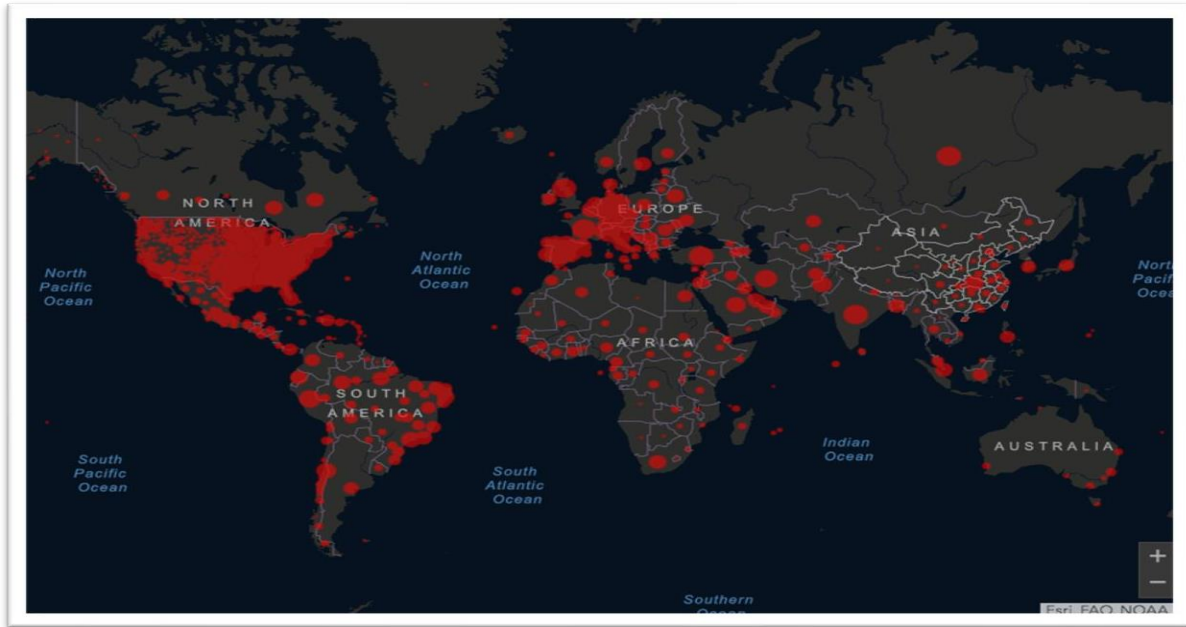 NORTH
AMERICA
EUROPE
ASIA
North
Pacific
Ocean
North
Atlantic
Ocean
AFRICA
SOUTH
AMERICA
South
Pacific
Ocean
South
Atlantic
Ocean
Indian
Ocean
AUSTRALIA
Southern
+
−
Esri, FAO, NOAA